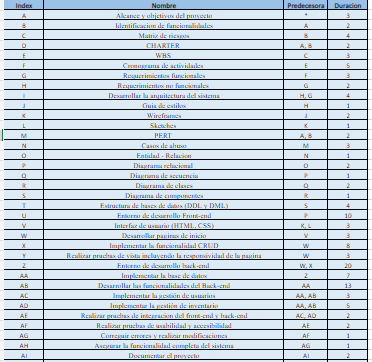 Index Nombre Predecesora Duracion
A Alcance y objetivos del proyecto * 3
B Identificacion de funcionalidades A 2
C Matriz de riesgos B 4
D CHARTER A, B 2
E WBS C 3
F Cronograma de actividades E 5
G Requerimientos funcionales F 3
H Requerimientos no funcionales G 2
I Desarrollar la arquitectura del sistema H, G 4
J Guia de estilos H 1
K Wireframes J 2
L Sketches K 1
M PERT A, B 2
N Casos de abuso M 3
O Entidad - Relacion N 1
P Diagrama relacional O 2
Q Diagrama de secuencia P 1
R Diagrama de clases Q 2
S Diagrama de componentes R 1
T Estructura de bases de datos (DDL y DML) S 4
U Entorno de desarrollo Front-end P 10
V Interfaz de usuario (HTML, CSS) K, L 3
W Desarrollar paginas de inicio V 3
X Implementar la funcionalidad CRUD W 8
Y Realizar pruebas de vista incluyendo la responsividad de la pagina W 3
Z Entorno de desarrollo back-end W, X 20
AA Implementar la base de datos Z 7
AB Desarrollar las funcionalidades del Back-end AA 13
AC Implementar la gestión de usuarios AA, AB 3
AD Implementar la gestión de inventario AA, AB 5
AE Realizar pruebas de integracion del front-end y back-end AC, AD 2
AF Realizar pruebas de usabilidad y accesibilidad AE 2
AG Corregir errores y realizar modificaciones AF 1
AH Asegurar la funcionalidad completa del sistema AG 1
AI Documentar el proyecto AI 2